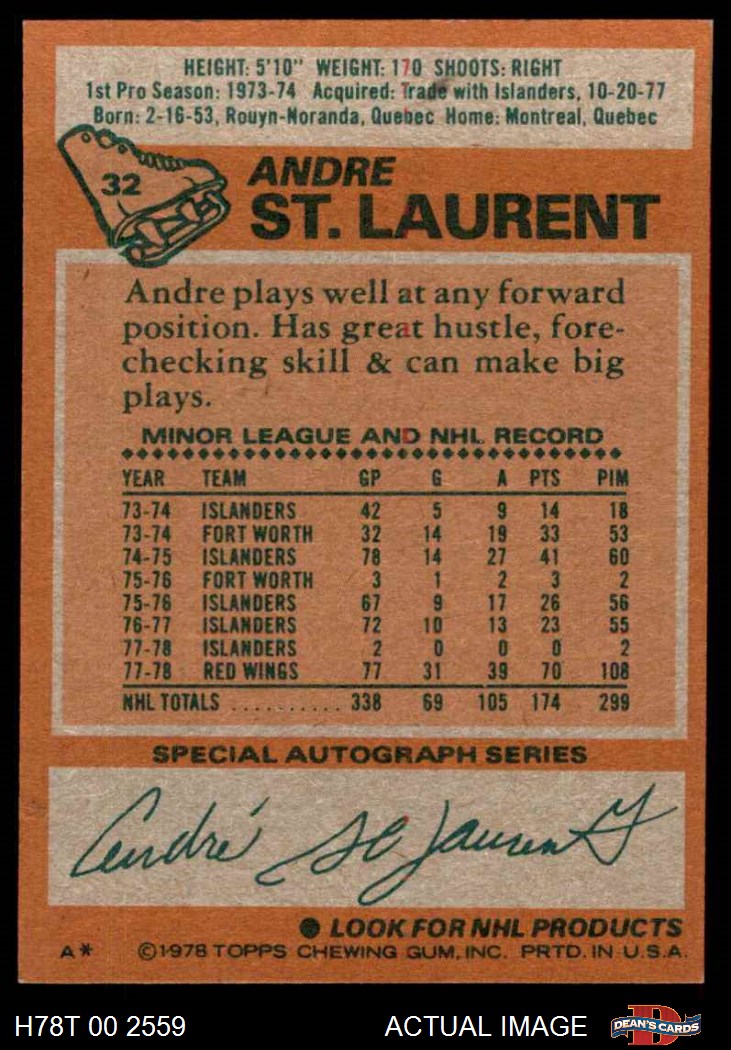 HEIGHT: 5'10" WEIGHT: 170 SHOOTS: RIGHT
1st Pro Season: 1973-74 Acquired: Trade with Islanders, 10-20-77
Born: 2-16-53, Rouyn-Noranda, Quebec Home: Montreal, Quebec
32
ANDRE
ST. LAURENT
Andre plays well at any forward
position. Has great hustle, fore-
checking skill & can make big
plays.
MINOR LEAGUE AND NHL RECORD
YEAR TEAM GP G A PTS PIM
73-74 ISLANDERS 42 5 9 14 18
73-74 FORT WORTH 32 14 19 33 53
74-75 ISLANDERS 78 14 27 41 60
75-76 FORT WORTH 3 1 2 3 2
75-76 ISLANDERS 67 9 17 26 56
76-77 ISLANDERS 72 10 13 23 55
77-78 ISLANDERS 2 0 0 0 2
77-78 RED WINGS 77 31 39 70 108
NHL TOTALS .......... 338 69 105 174 299
SPECIAL AUTOGRAPH SERIES
André St Laurent
● LOOK FOR NHL PRODUCTS
A* ©1978 TOPPS CHEWING GUM, INC. PRTD. IN U.S.A.
H78T 00 2559 ACTUAL IMAGE D DEAN'S CARDS